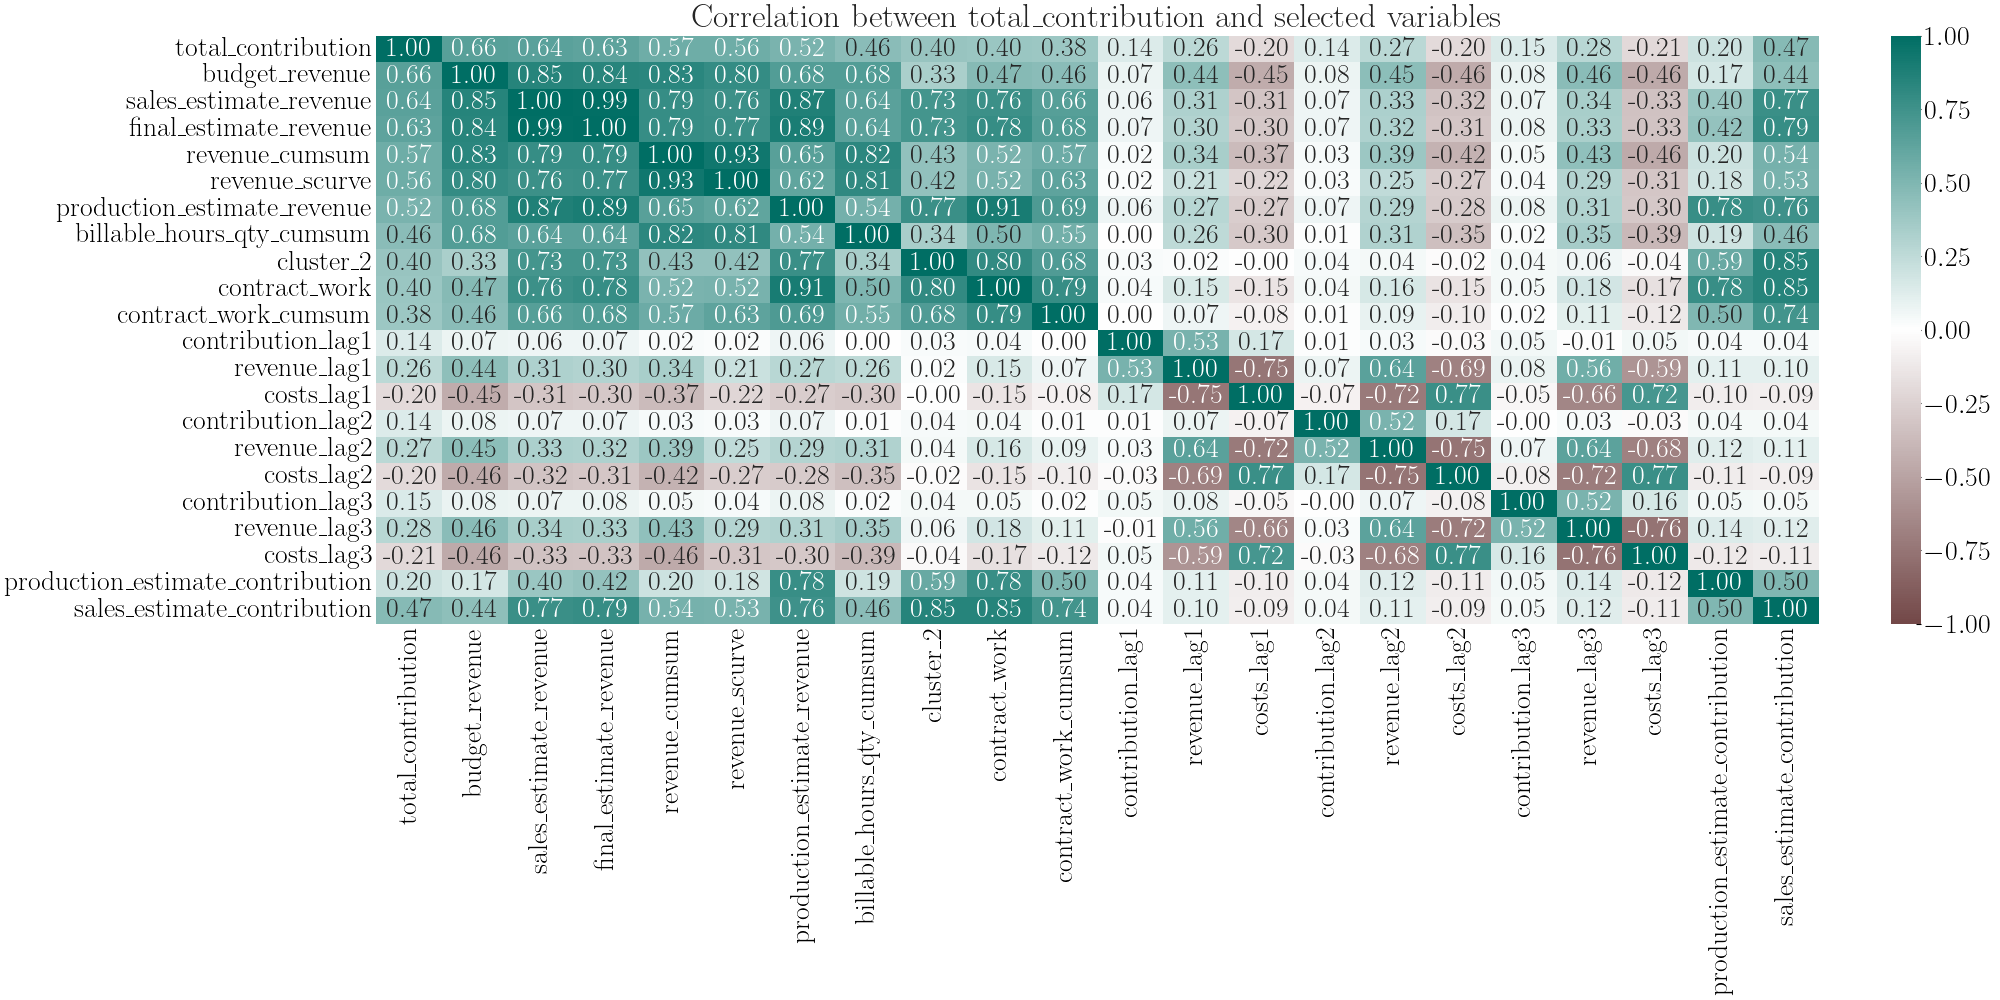 Correlation between total_contribution and selected variables
total_contribution 1.00 0.66 0.64 0.63 0.57 0.56 0.52 0.46 0.40 0.40 0.38 0.14 0.26 -0.20 0.14 0.27 -0.20 0.15 0.28 -0.21 0.20 0.47
budget_revenue 0.66 1.00 0.85 0.84 0.83 0.80 0.68 0.68 0.33 0.47 0.46 0.07 0.44 -0.45 0.08 0.45 -0.46 0.08 0.46 -0.46 0.17 0.44
sales_estimate_revenue 0.64 0.85 1.00 0.99 0.79 0.76 0.87 0.64 0.73 0.76 0.66 0.06 0.31 -0.31 0.07 0.33 -0.32 0.07 0.34 -0.33 0.40 0.77
final_estimate_revenue 0.63 0.84 0.99 1.00 0.79 0.77 0.89 0.64 0.73 0.78 0.68 0.07 0.30 -0.30 0.07 0.32 -0.31 0.08 0.33 -0.33 0.42 0.79
revenue_cumsum 0.57 0.83 0.79 0.79 1.00 0.93 0.65 0.82 0.43 0.52 0.57 0.02 0.34 -0.37 0.03 0.39 -0.42 0.05 0.43 -0.46 0.20 0.54
revenue_scurve 0.56 0.80 0.76 0.77 0.93 1.00 0.62 0.81 0.42 0.52 0.63 0.02 0.21 -0.22 0.03 0.25 -0.27 0.04 0.29 -0.31 0.18 0.53
production_estimate_revenue 0.52 0.68 0.87 0.89 0.65 0.62 1.00 0.54 0.77 0.91 0.69 0.06 0.27 -0.27 0.07 0.29 -0.28 0.08 0.31 -0.30 0.78 0.76
billable_hours_qty_cumsum 0.46 0.68 0.64 0.64 0.82 0.81 0.54 1.00 0.34 0.50 0.55 0.00 0.26 -0.30 0.01 0.31 -0.35 0.02 0.35 -0.39 0.19 0.46
cluster_2 0.40 0.33 0.73 0.73 0.43 0.42 0.77 0.34 1.00 0.80 0.68 0.03 0.02 -0.00 0.04 0.04 -0.02 0.04 0.06 -0.04 0.59 0.85
contract_work 0.40 0.47 0.76 0.78 0.52 0.52 0.91 0.50 0.80 1.00 0.79 0.04 0.15 -0.15 0.04 0.16 -0.15 0.05 0.18 -0.17 0.78 0.85
contract_work_cumsum 0.38 0.46 0.66 0.68 0.57 0.63 0.69 0.55 0.68 0.79 1.00 0.00 0.07 -0.08 0.01 0.09 -0.10 0.02 0.11 -0.12 0.50 0.74
contribution_lag1 0.14 0.07 0.06 0.07 0.02 0.02 0.06 0.00 0.03 0.04 0.00 1.00 0.53 0.17 0.01 0.03 -0.03 0.05 -0.01 0.05 0.04 0.04
revenue_lag1 0.26 0.44 0.31 0.30 0.34 0.21 0.27 0.26 0.02 0.15 0.07 0.53 1.00 -0.75 0.07 0.64 -0.69 0.08 0.56 -0.59 0.11 0.10
costs_lag1 -0.20 -0.45 -0.31 -0.30 -0.37 -0.22 -0.27 -0.30 -0.00 -0.15 -0.08 0.17 -0.75 1.00 -0.07 -0.72 0.77 -0.05 -0.66 0.72 -0.10 -0.09
contribution_lag2 0.14 0.08 0.07 0.07 0.03 0.03 0.07 0.01 0.04 0.04 0.01 0.01 0.07 -0.07 1.00 0.52 0.17 -0.00 0.03 -0.03 0.04 0.04
revenue_lag2 0.27 0.45 0.33 0.32 0.39 0.25 0.29 0.31 0.04 0.16 0.09 0.03 0.64 -0.72 0.52 1.00 -0.75 0.07 0.64 -0.68 0.12 0.11
costs_lag2 -0.20 -0.46 -0.32 -0.31 -0.42 -0.27 -0.28 -0.35 -0.02 -0.15 -0.10 -0.03 -0.69 0.77 0.17 -0.75 1.00 -0.08 -0.72 0.77 -0.11 -0.09
contribution_lag3 0.15 0.08 0.07 0.08 0.05 0.04 0.08 0.02 0.04 0.05 0.02 0.05 0.08 -0.05 -0.00 0.07 -0.08 1.00 0.52 0.16 0.05 0.05
revenue_lag3 0.28 0.46 0.34 0.33 0.43 0.29 0.31 0.35 0.06 0.18 0.11 -0.01 0.56 -0.66 0.03 0.64 -0.72 0.52 1.00 -0.76 0.14 0.12
costs_lag3 -0.21 -0.46 -0.33 -0.33 -0.46 -0.31 -0.30 -0.39 -0.04 -0.17 -0.12 0.05 -0.59 0.72 -0.03 -0.68 0.77 0.16 -0.76 1.00 -0.12 -0.11
production_estimate_contribution 0.20 0.17 0.40 0.42 0.20 0.18 0.78 0.19 0.59 0.78 0.50 0.04 0.11 -0.10 0.04 0.12 -0.11 0.05 0.14 -0.12 1.00 0.50
sales_estimate_contribution 0.47 0.44 0.77 0.79 0.54 0.53 0.76 0.46 0.85 0.85 0.74 0.04 0.10 -0.09 0.04 0.11 -0.09 0.05 0.12 -0.11 0.50 1.00
total_contribution
budget_revenue
sales_estimate_revenue
final_estimate_revenue
revenue_cumsum
revenue_scurve
production_estimate_revenue
billable_hours_qty_cumsum
cluster_2
contract_work
contract_work_cumsum
contribution_lag1
revenue_lag1
costs_lag1
contribution_lag2
revenue_lag2
costs_lag2
contribution_lag3
revenue_lag3
costs_lag3
production_estimate_contribution
sales_estimate_contribution
1.00
0.75
0.50
0.25
0.00
−0.25
−0.50
−0.75
−1.00